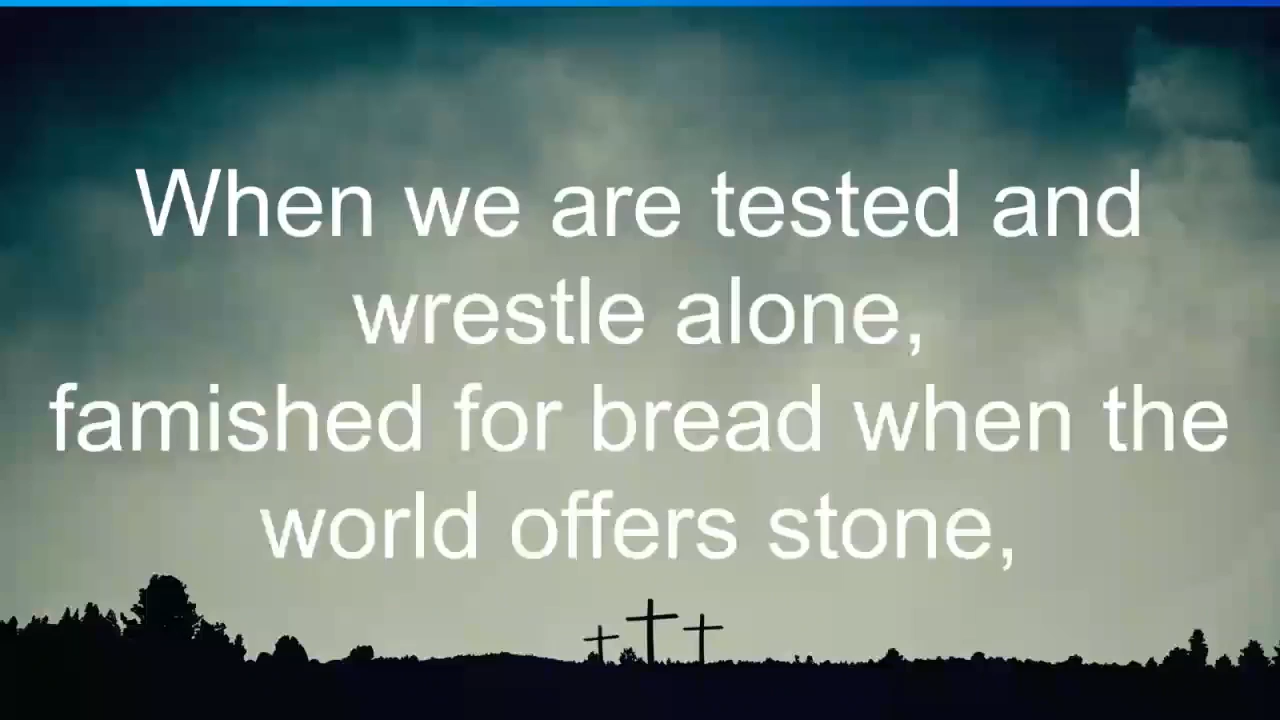 When we are tested and
wrestle alone,
famished for bread when the
world offers stone,